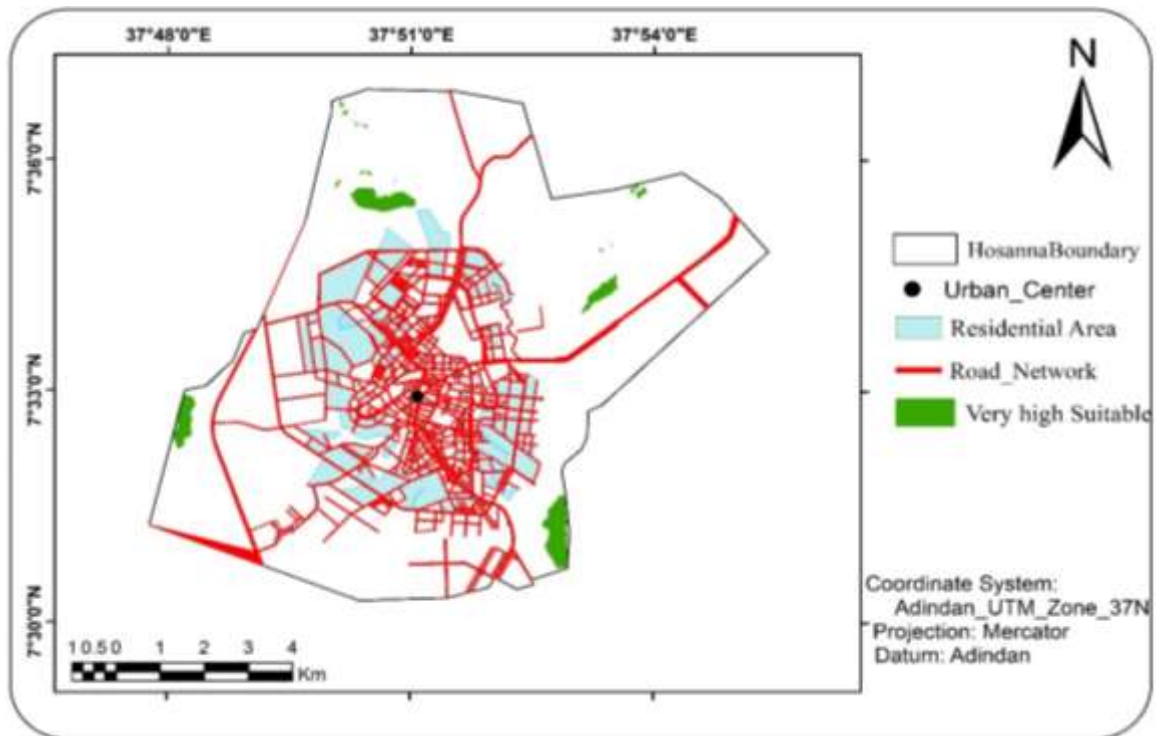 37°48'0"E 37°51'0"E 37°54'0"E
N
7°36'0"N
7°33'0"N
7°30'0"N
HosannaBoundary
Urban_Center
Residential Area
Road_Network
Very high Suitable
Coordinate System:
Adindan_UTM_Zone_37N
Projection: Mercator
Datum: Adindan
1 0.5 0 1 2 3 4
Km